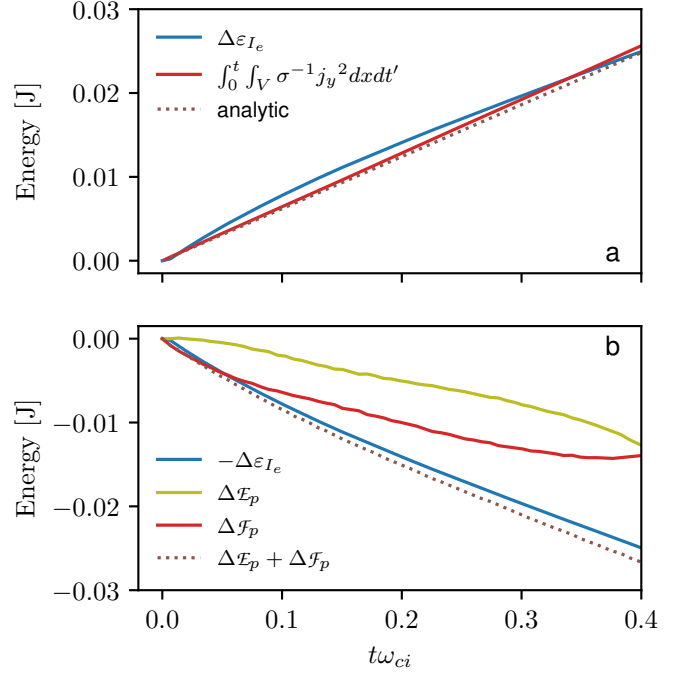 0.03
0.02
0.01
0.00
Energy [J]
Δε_{I_e}
∫_0^t ∫_V σ^{−1} j_y^2 dxdt′
analytic
a
0.00
−0.01
−0.02
−0.03
Energy [J]
b
−Δε_{I_e}
Δℰ_p
Δℱ_p
Δℰ_p + Δℱ_p
0.0 0.1 0.2 0.3 0.4
tω_{ci}